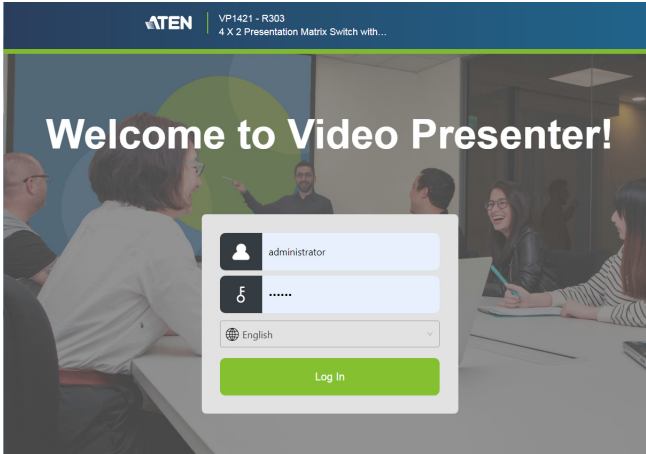 ATEN
VP1421 - R303
4 X 2 Presentation Matrix Switch with...
Welcome to Video Presenter!
administrator
••••••
English
Log In